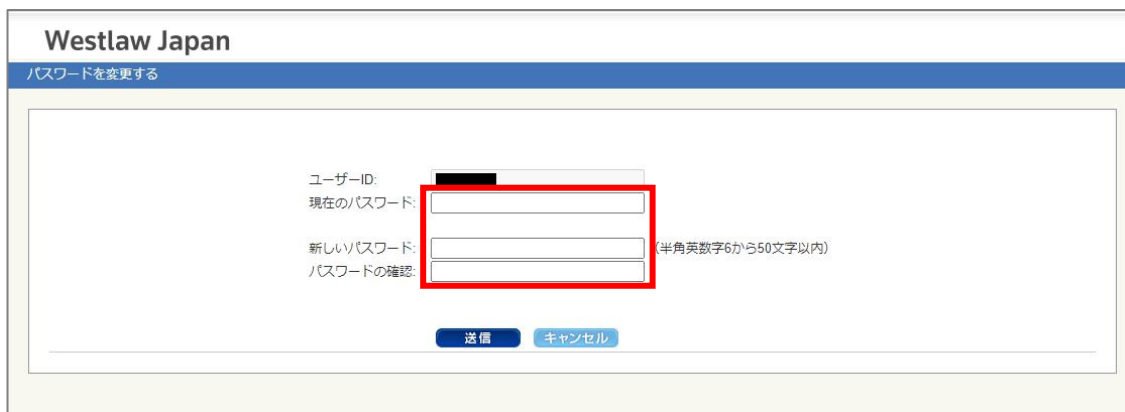 Westlaw Japan
パスワードを変更する
ユーザーID:
現在のパスワード:
新しいパスワード: (半角英数字6から50文字以内)
パスワードの確認:
送信 キャンセル